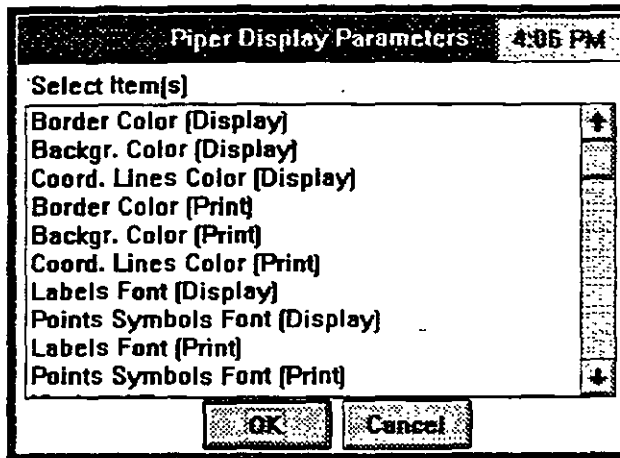 Piper Display Parameters 4:06 PM
Select Item(s)
Border Color (Display)
Backgr. Color (Display)
Coord. Lines Color (Display)
Border Color (Print)
Backgr. Color (Print)
Coord. Lines Color (Print)
Labels Font (Display)
Points Symbols Font (Display)
Labels Font (Print)
Points Symbols Font (Print)
OK Cancel